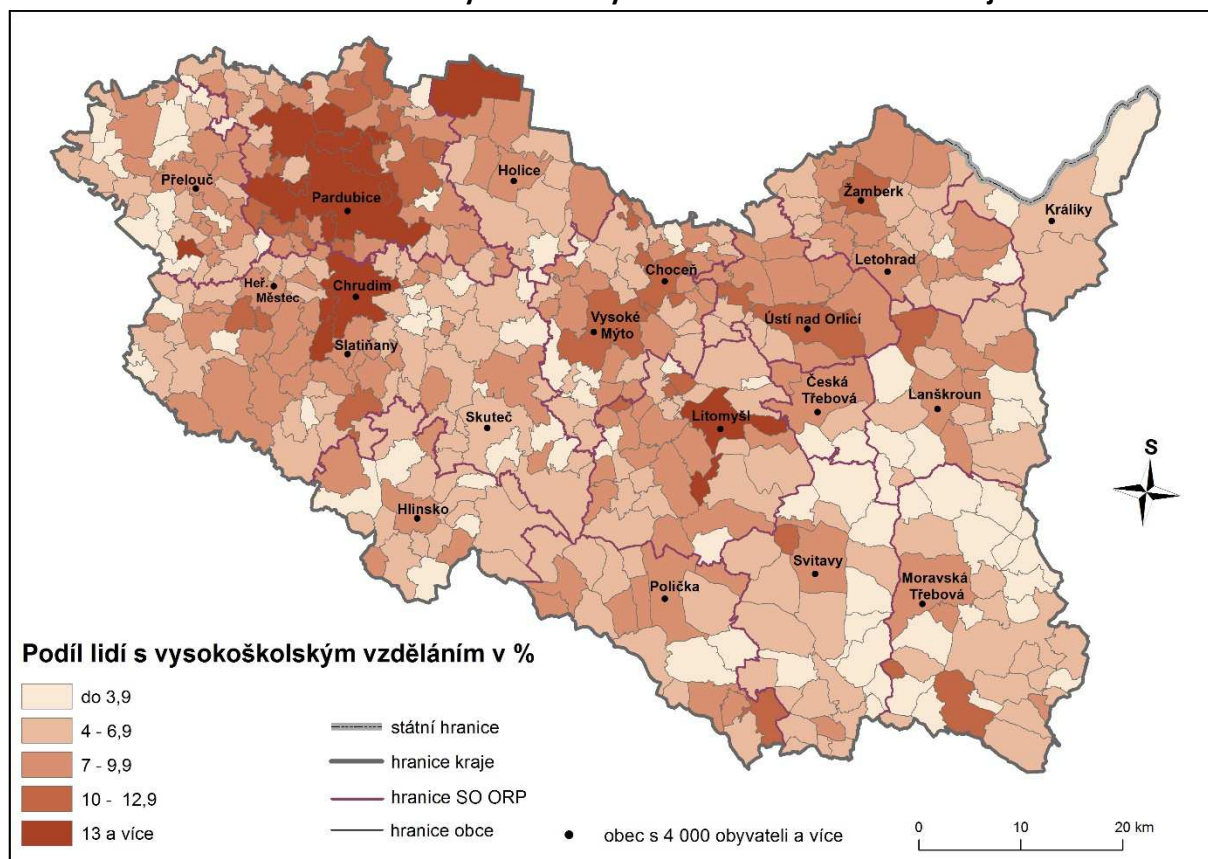 Přelouč
Pardubice
Holice
Žamberk
Králíky
Letohrad
Choceň
Heř.
Městec
Chrudim
Vysoké
Mýto
Ústí nad Orlicí
Slatiňany
Česká
Třebová
Lanškroun
Litomyšl
Skuteč
S
Hlinsko
Svitavy
Polička
Moravská
Třebová
Podíl lidí s vysokoškolským vzděláním v %
do 3,9
4 - 6,9
7 - 9,9
10 - 12,9
13 a více
státní hranice
hranice kraje
hranice SO ORP
hranice obce
obec s 4 000 obyvateli a více
0 10 20 km